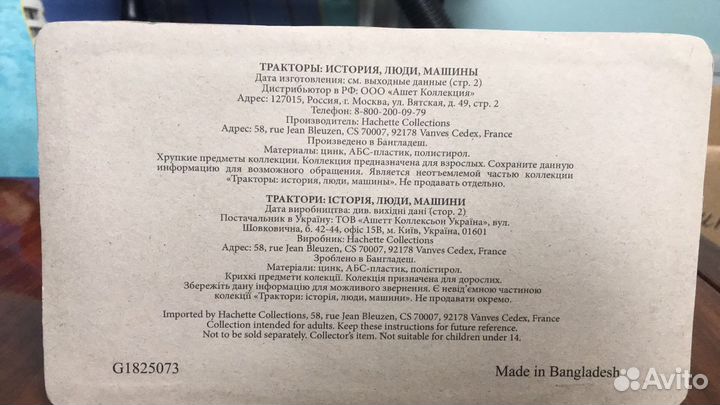 ТРАКТОРЫ: ИСТОРИЯ, ЛЮДИ, МАШИНЫ
Дата изготовления: см. выходные данные (стр. 2)
Дистрибьютор в РФ: ООО «Ашет Коллекция»
Адрес: 127015, Россия, г. Москва, ул. Вятская, д. 49, стр. 2
Телефон: 8-800-200-09-79
Производитель: Hachette Collections
Адрес: 58, rue Jean Bleuzen, CS 70007, 92178 Vanves Cedex, France
Произведено в Бангладеш.
Материалы: цинк, АБС-пластик, полистирол.
Хрупкие предметы коллекции. Коллекция предназначена для взрослых. Сохраните данную
информацию для возможного обращения. Является неотъемлемой частью коллекции
«Тракторы: история, люди, машины». Не продавать отдельно.
ТРАКТОРИ: ІСТОРІЯ, ЛЮДИ, МАШИНИ
Дата виробництва: див. вихідні дані (стор. 2)
Постачальник в Україну: ТОВ «Ашетт Коллексьон Україна», вул.
Шовковична, б. 42-44, офіс 15В, м. Київ, Україна, 01601
Виробник: Hachette Collections
Адрес: 58, rue Jean Bleuzen, CS 70007, 92178 Vanves Cedex, France
Зроблено в Бангладеш.
Матеріали: цинк, АБС-пластик, полістирол.
Крихкі предмети колекції. Колекція призначена для дорослих.
Збережіть дану інформацію для можливого звернення. Є невід'ємною частиною
колекції «Трактори: історія, люди, машини». Не продавати окремо.
Imported by Hachette Collections, 58, rue Jean Bleuzen, CS 70007, 92178 Vanves Cedex, France
Collection intended for adults. Keep these instructions for future reference.
Not to be sold separately. Collector's item. Not suitable for children under 14.
G1825073 Made in Bangladesh
Avito